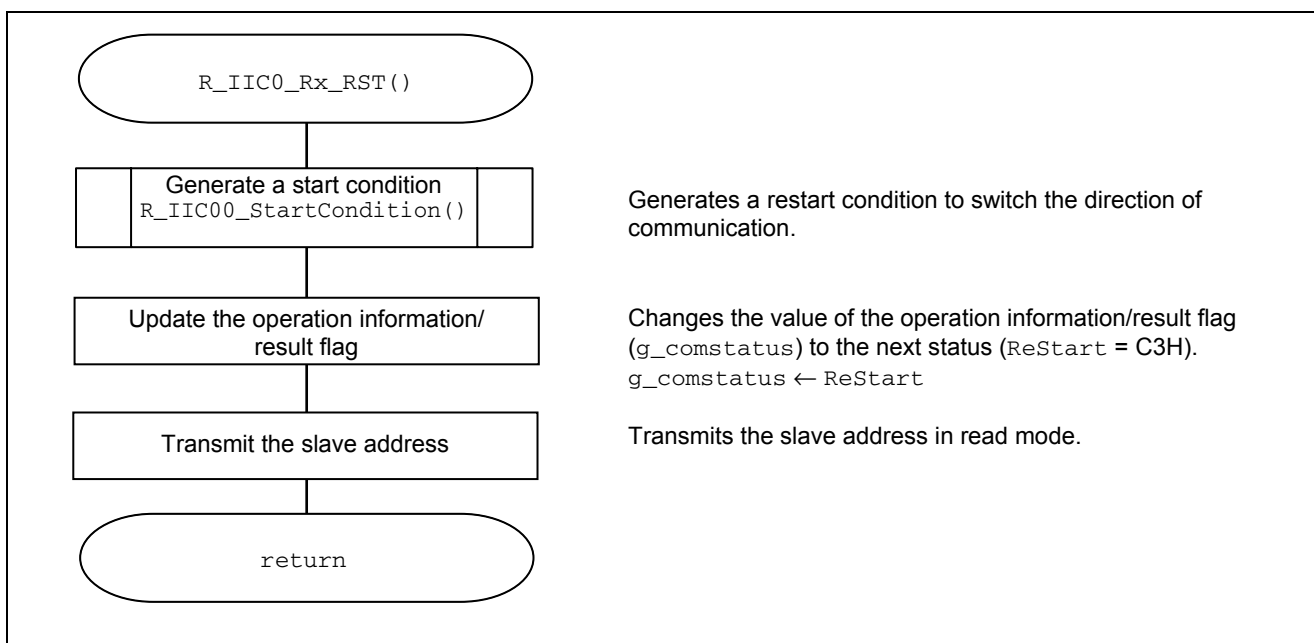 R_IIC0_Rx_RST()
Generate a start condition
R_IIC00_StartCondition()
Generates a restart condition to switch the direction of
communication.
Update the operation information/
result flag
Changes the value of the operation information/result flag
(g_comstatus) to the next status (ReStart = C3H).
g_comstatus ← ReStart
Transmit the slave address
Transmits the slave address in read mode.
return